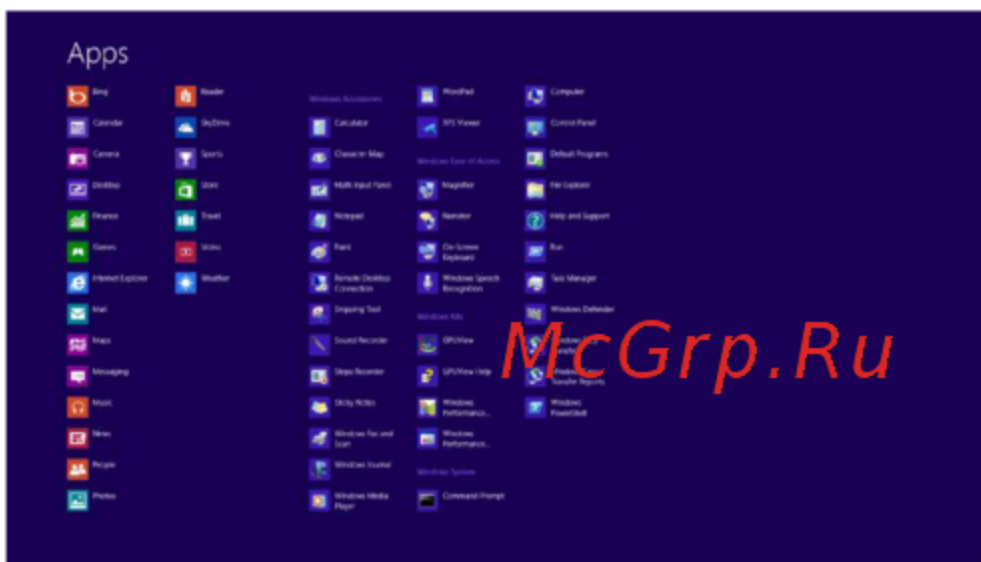 Apps
Bing
Calendar
Camera
Desktop
Finance
Games
Internet Explorer
Mail
Maps
Messaging
Music
News
People
Photos
Reader
SkyDrive
Sports
Store
Travel
Video
Weather
Windows Accessories
Calculator
Character Map
Math Input Panel
Notepad
Paint
Remote Desktop
Connection
Snipping Tool
Sound Recorder
Steps Recorder
Sticky Notes
Windows Fax and
Scan
Windows Journal
Windows Media
Player
WordPad
XPS Viewer
Windows Ease of Access
Magnifier
Narrator
On-Screen
Keyboard
Windows Speech
Recognition
Windows Kits
GPUView
GPUView Help
Windows
Performance...
Windows
Performance...
Windows System
Command Prompt
Computer
Control Panel
Default Programs
File Explorer
Help and Support
Run
Task Manager
Windows Defender
Windows
Transfer Reports
Windows
PowerShell
McGrp.Ru